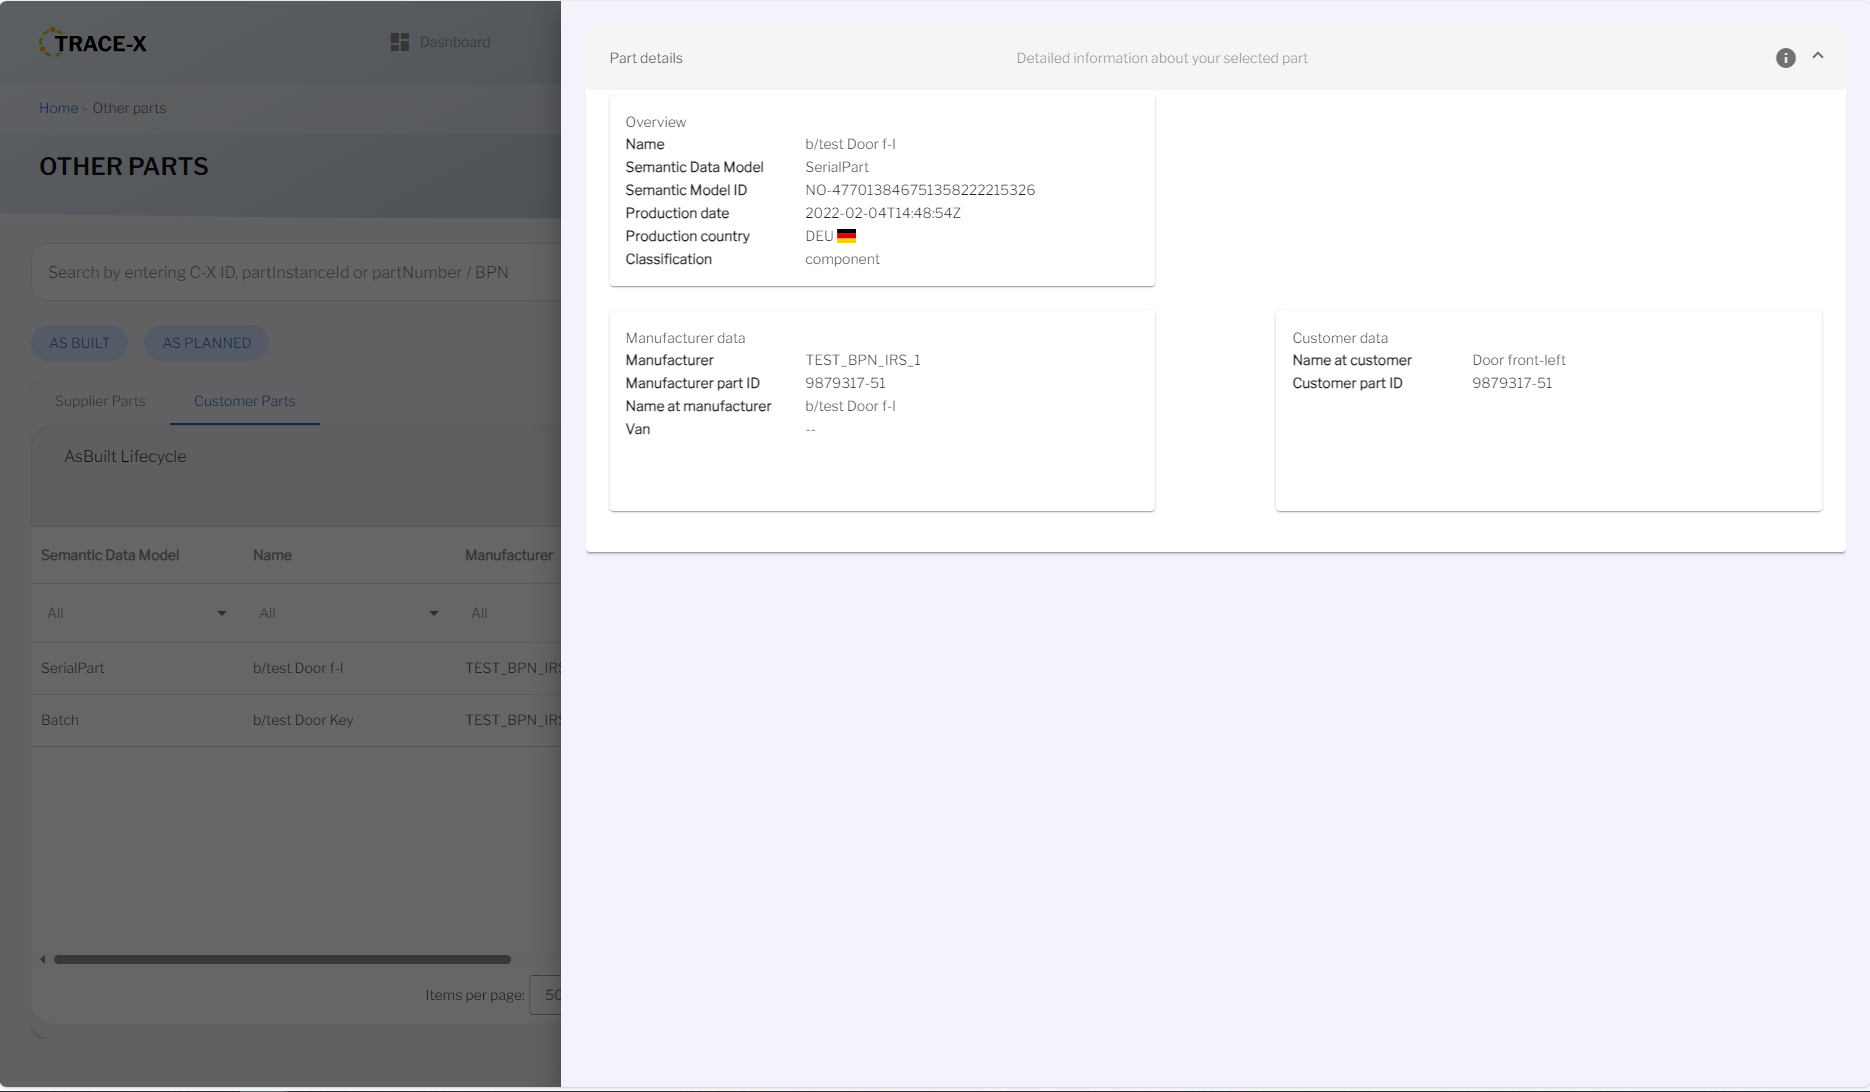 TRACE-X
Dashboard
Home > Other parts
OTHER PARTS
Search by entering C-X ID, partInstanceId or partNumber / BPN
AS BUILT
AS PLANNED
Supplier Parts
Customer Parts
AsBuilt Lifecycle
Semantic Data Model Name Manufacturer
All All All
SerialPart b/test Door f-l TEST_BPN_IRS
Batch b/test Door Key TEST_BPN_IRS
Items per page: 50
Part details
Detailed information about your selected part
Overview
Name b/test Door f-l
Semantic Data Model SerialPart
Semantic Model ID NO-477013846751358222215326
Production date 2022-02-04T14:48:54Z
Production country DEU
Classification component
Manufacturer data
Manufacturer TEST_BPN_IRS_1
Manufacturer part ID 9879317-51
Name at manufacturer b/test Door f-l
Van --
Customer data
Name at customer Door front-left
Customer part ID 9879317-51